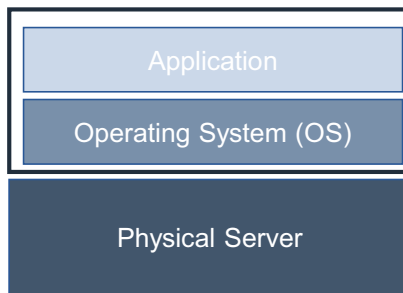 Application
Operating System (OS)
Physical Server